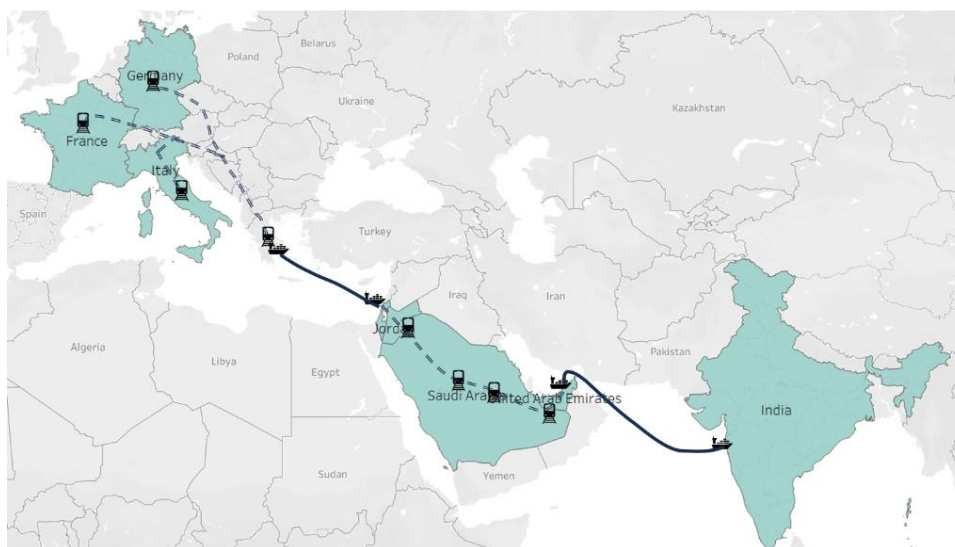 Belarus
Poland
Germany
Ukraine
Kazakhstan
France
Italy
Spain
Turkey
Iraq
Iran
Jordan
Algeria
Libya
Egypt
Pakistan
Saudi Ara
United Arab Emirates
India
Sudan
Yemen